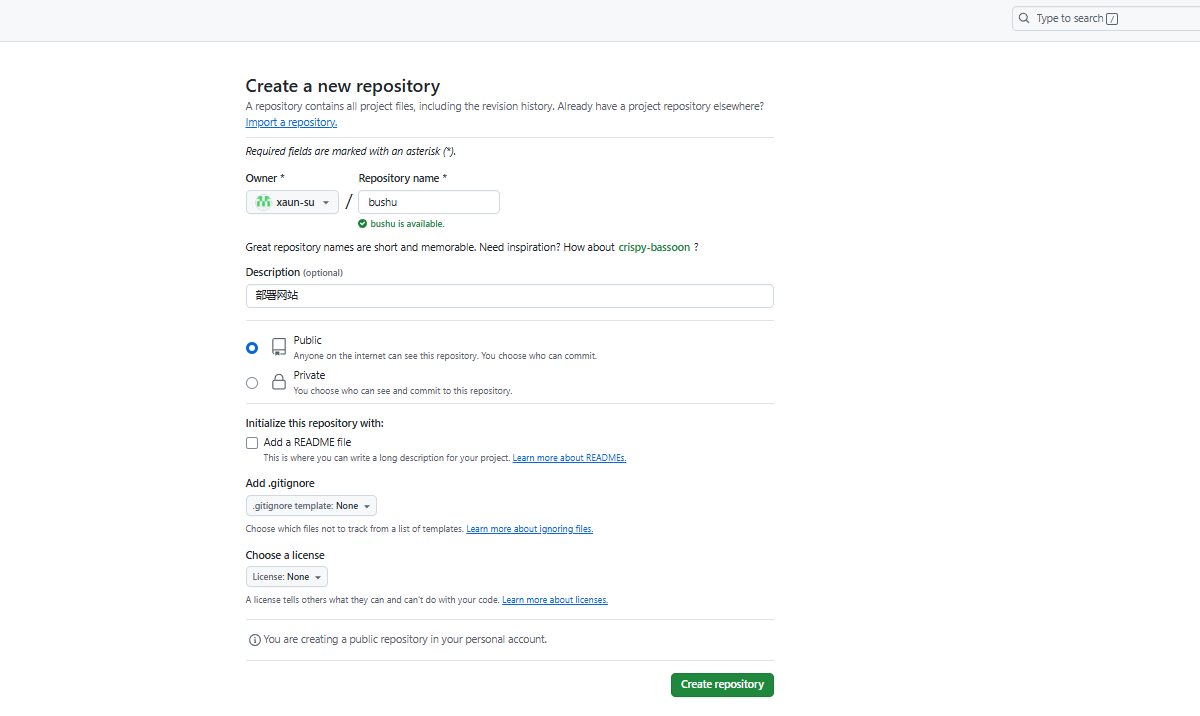 Type to search /
Create a new repository
A repository contains all project files, including the revision history. Already have a project repository elsewhere?
Import a repository.
Required fields are marked with an asterisk (*).
Owner * Repository name *
xaun-su / bushu
bushu is available.
Great repository names are short and memorable. Need inspiration? How about crispy-bassoon ?
Description (optional)
部署网站
Public
Anyone on the internet can see this repository. You choose who can commit.
Private
You choose who can see and commit to this repository.
Initialize this repository with:
Add a README file
This is where you can write a long description for your project. Learn more about READMEs.
Add .gitignore
.gitignore template: None
Choose which files not to track from a list of templates. Learn more about ignoring files.
Choose a license
License: None
A license tells others what they can and can't do with your code. Learn more about licenses.
You are creating a public repository in your personal account.
Create repository